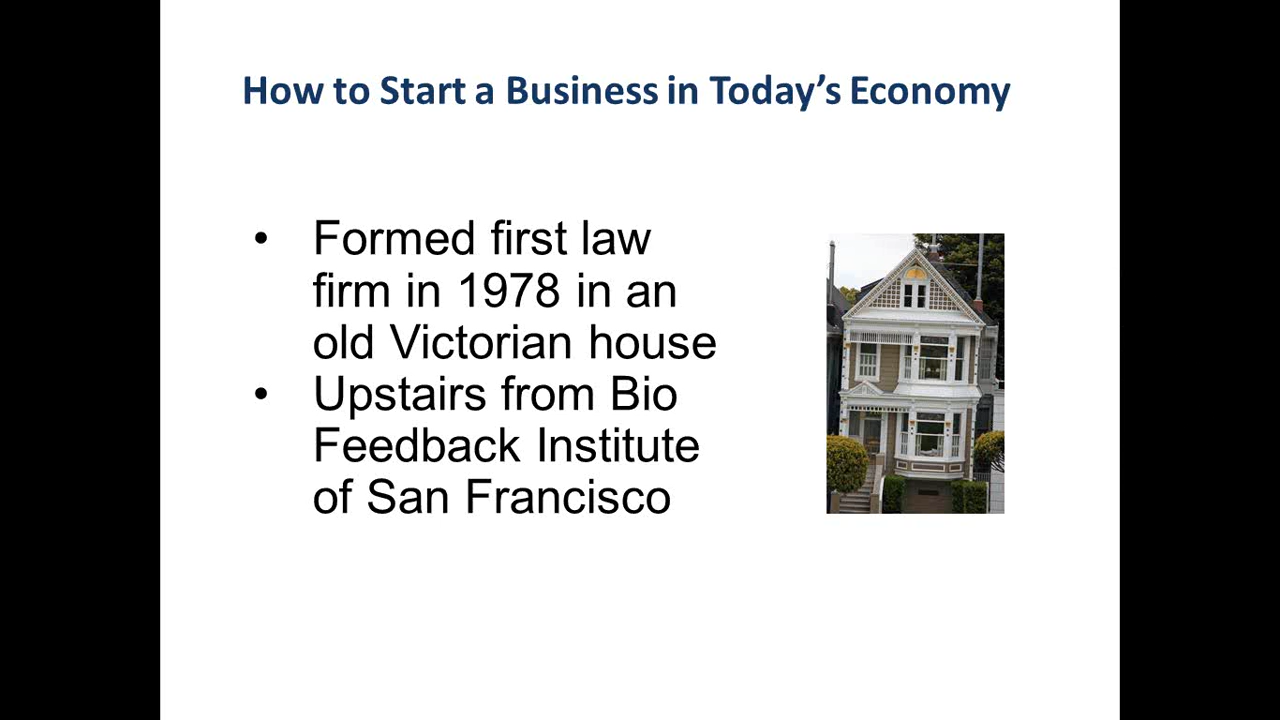 How to Start a Business in Today’s Economy
• Formed first law
firm in 1978 in an
old Victorian house
• Upstairs from Bio
Feedback Institute
of San Francisco